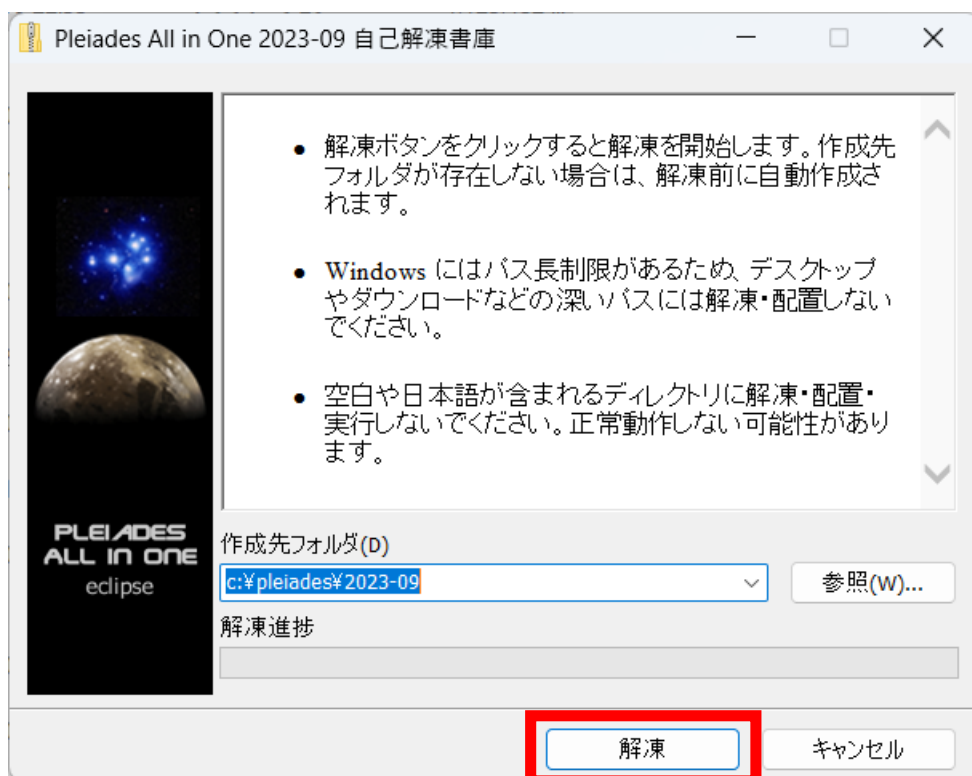 Pleiades All in One 2023-09 自己解凍書庫
• 解凍ボタンをクリックすると解凍を開始します。作成先
フォルダが存在しない場合は、解凍前に自動作成さ
れます。
• Windows にはパス長制限があるため、デスクトップ
やダウンロードなどの深いパスには解凍・配置しない
でください。
• 空白や日本語が含まれるディレクトリに解凍・配置・
実行しないでください。正常動作しない可能性があり
ます。
PLEIADES
ALL IN ONE
eclipse
作成先フォルダ(D)
c:¥pleiades¥2023-09
参照(W)...
解凍進捗
解凍
キャンセル